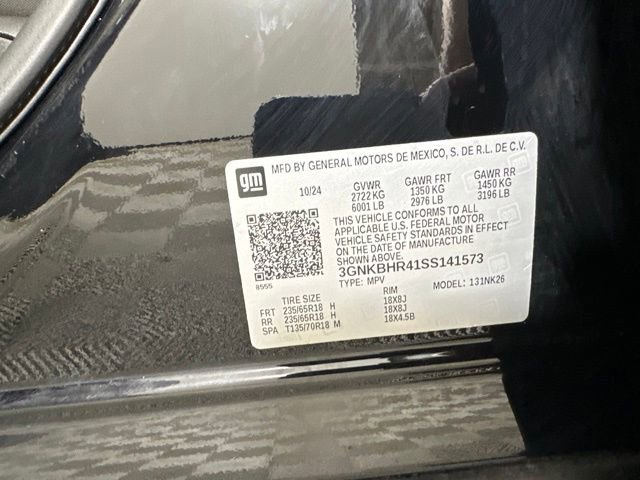 gm
MFD BY GENERAL MOTORS DE MEXICO, S. DE R.L. DE C.V.
10/24 GVWR GAWR FRT GAWR RR
2722 KG 1350 KG 1450 KG
6001 LB 2976 LB 3196 LB
THIS VEHICLE CONFORMS TO ALL
APPLICABLE U.S. FEDERAL MOTOR
VEHICLE SAFETY STANDARDS IN EFFECT
ON THE DATE OF MANUFACTURE
SHOWN ABOVE.
3GNKBHR41SS141573
8555 TYPE: MPV MODEL: 131NK26
TIRE SIZE RIM
FRT 235/65R18 H 18X8J
RR 235/65R18 H 18X8J
SPA T135/70R18 M 18X4.5B